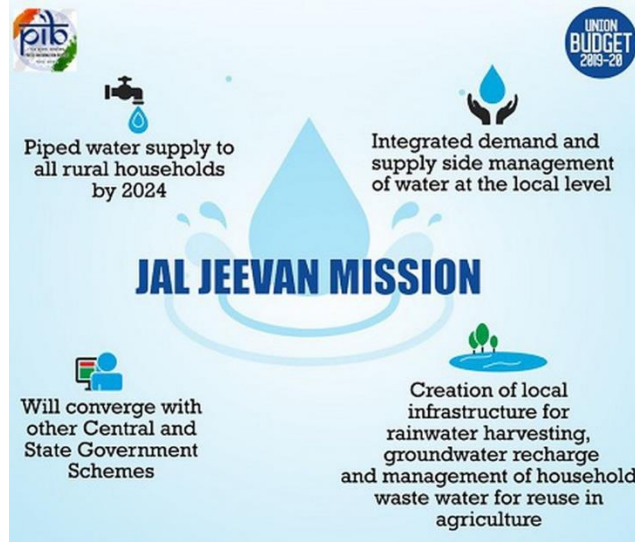 pib
UNION
BUDGET
2019-20
Piped water supply to
all rural households
by 2024
Integrated demand and
supply side management
of water at the local level
JAL JEEVAN MISSION
Will converge with
other Central and
State Government
Schemes
Creation of local
infrastructure for
rainwater harvesting,
groundwater recharge
and management of household
waste water for reuse in
agriculture